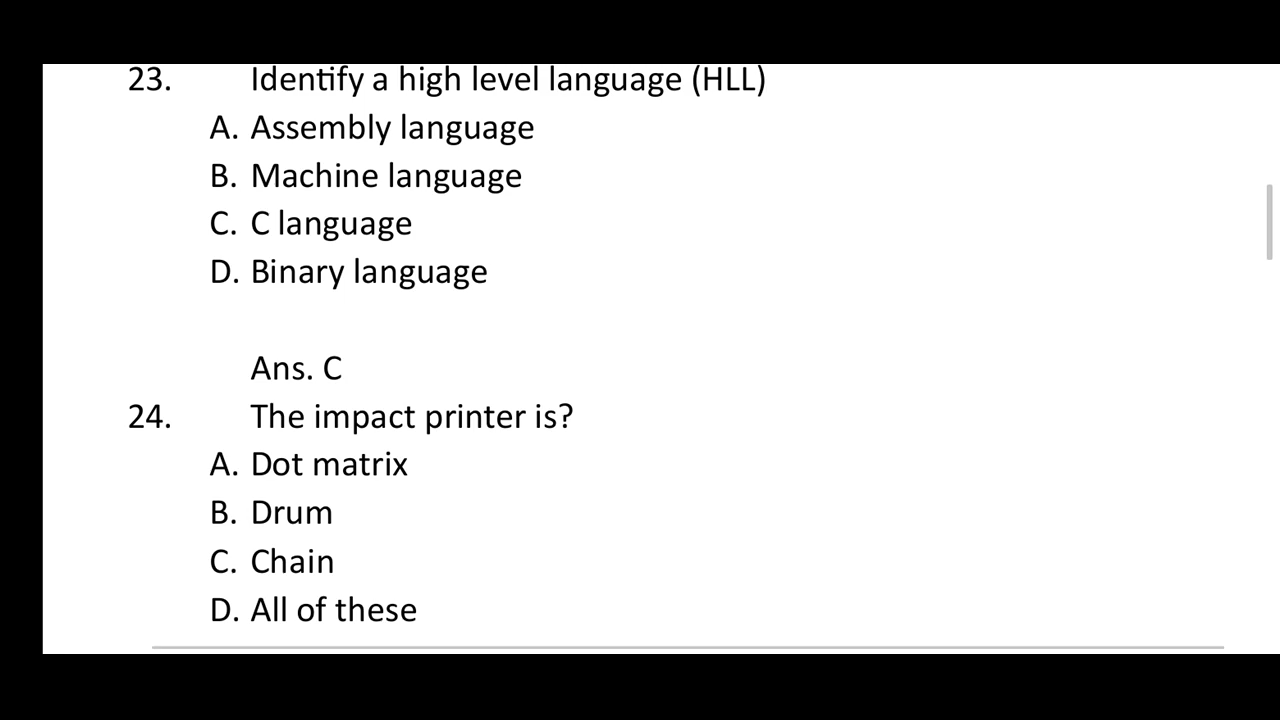 23. Identify a high level language (HLL)
A. Assembly language
B. Machine language
C. C language
D. Binary language
Ans. C
24. The impact printer is?
A. Dot matrix
B. Drum
C. Chain
D. All of these